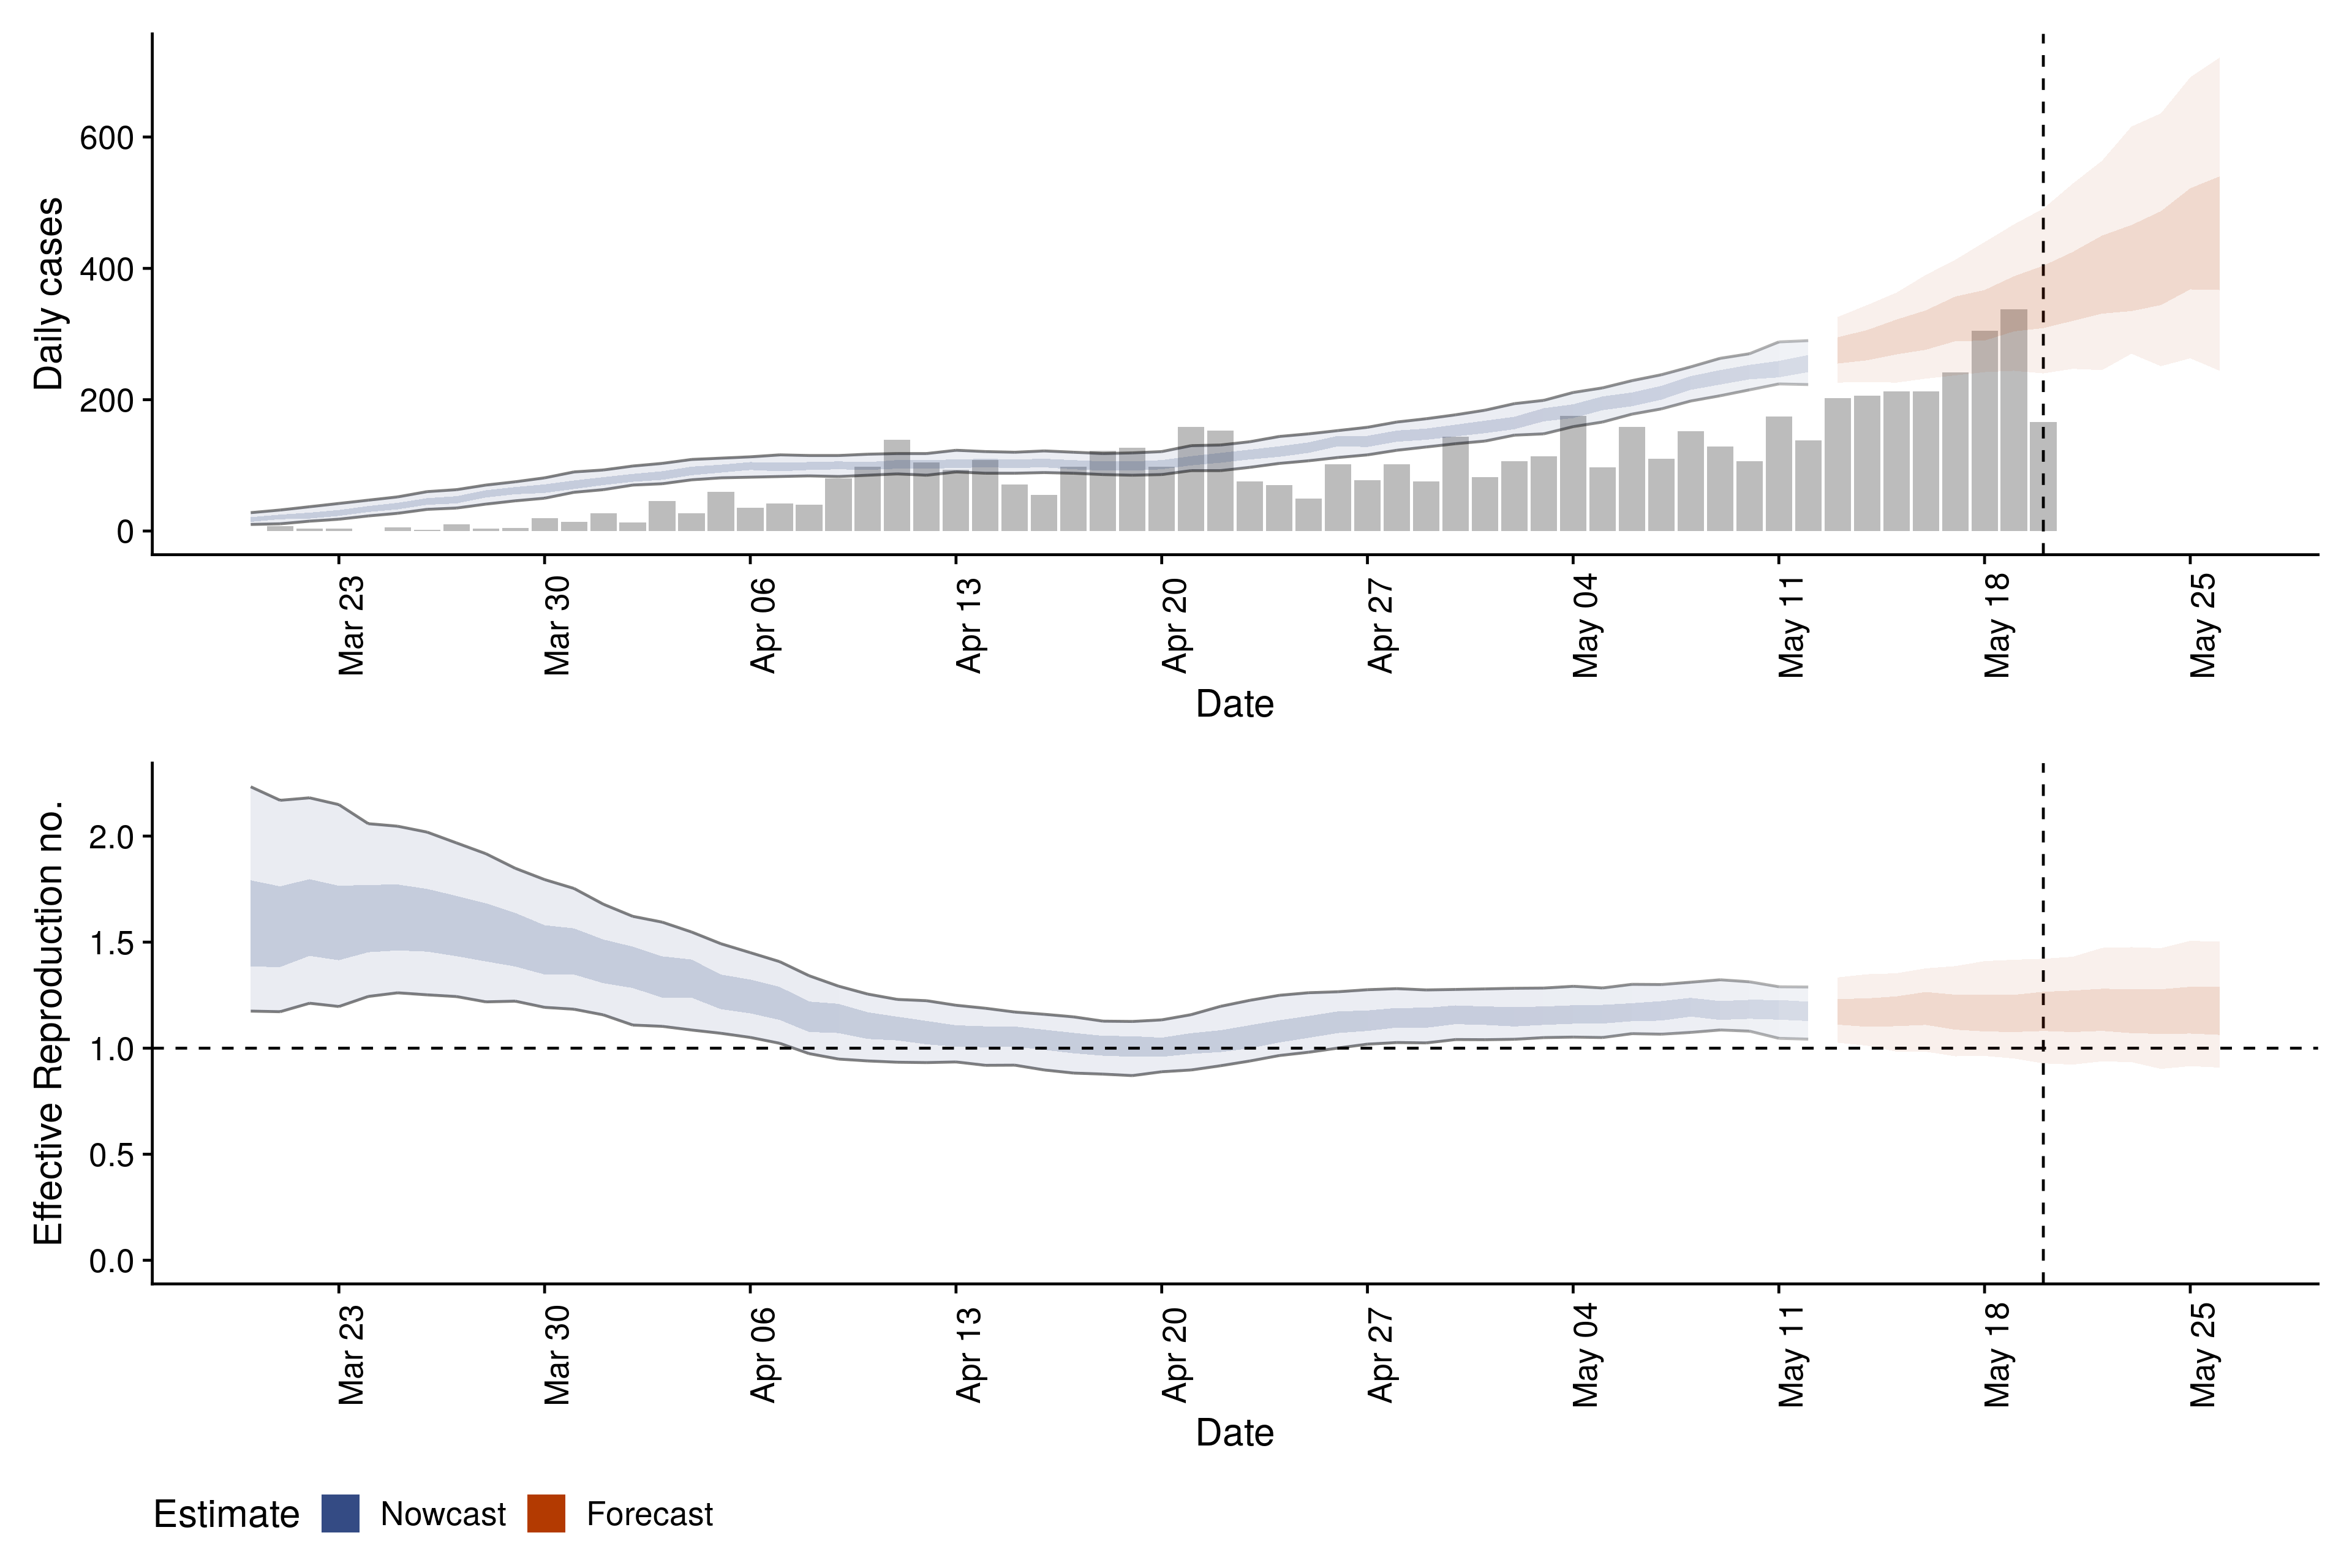 Daily cases
600
400
200
0
Mar 23
Mar 30
Apr 06
Apr 13
Apr 20
Apr 27
May 04
May 11
May 18
May 25
Date
Effective Reproduction no.
2.0
1.5
1.0
0.5
0.0
Mar 23
Mar 30
Apr 06
Apr 13
Apr 20
Apr 27
May 04
May 11
May 18
May 25
Date
Estimate Nowcast Forecast